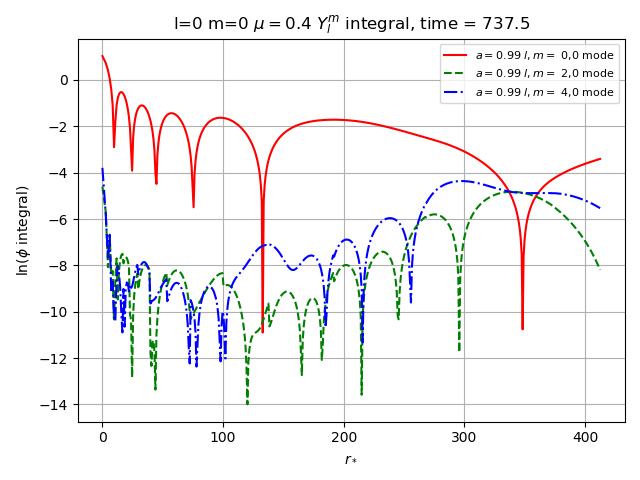 l=0 m=0 μ = 0.4 Y_l^m integral, time = 737.5
a = 0.99 l, m = 0,0 mode
a = 0.99 l, m = 2,0 mode
a = 0.99 l, m = 4,0 mode
ln(ϕ integral)
0
−2
−4
−6
−8
−10
−12
−14
0 100 200 300 400
r_*